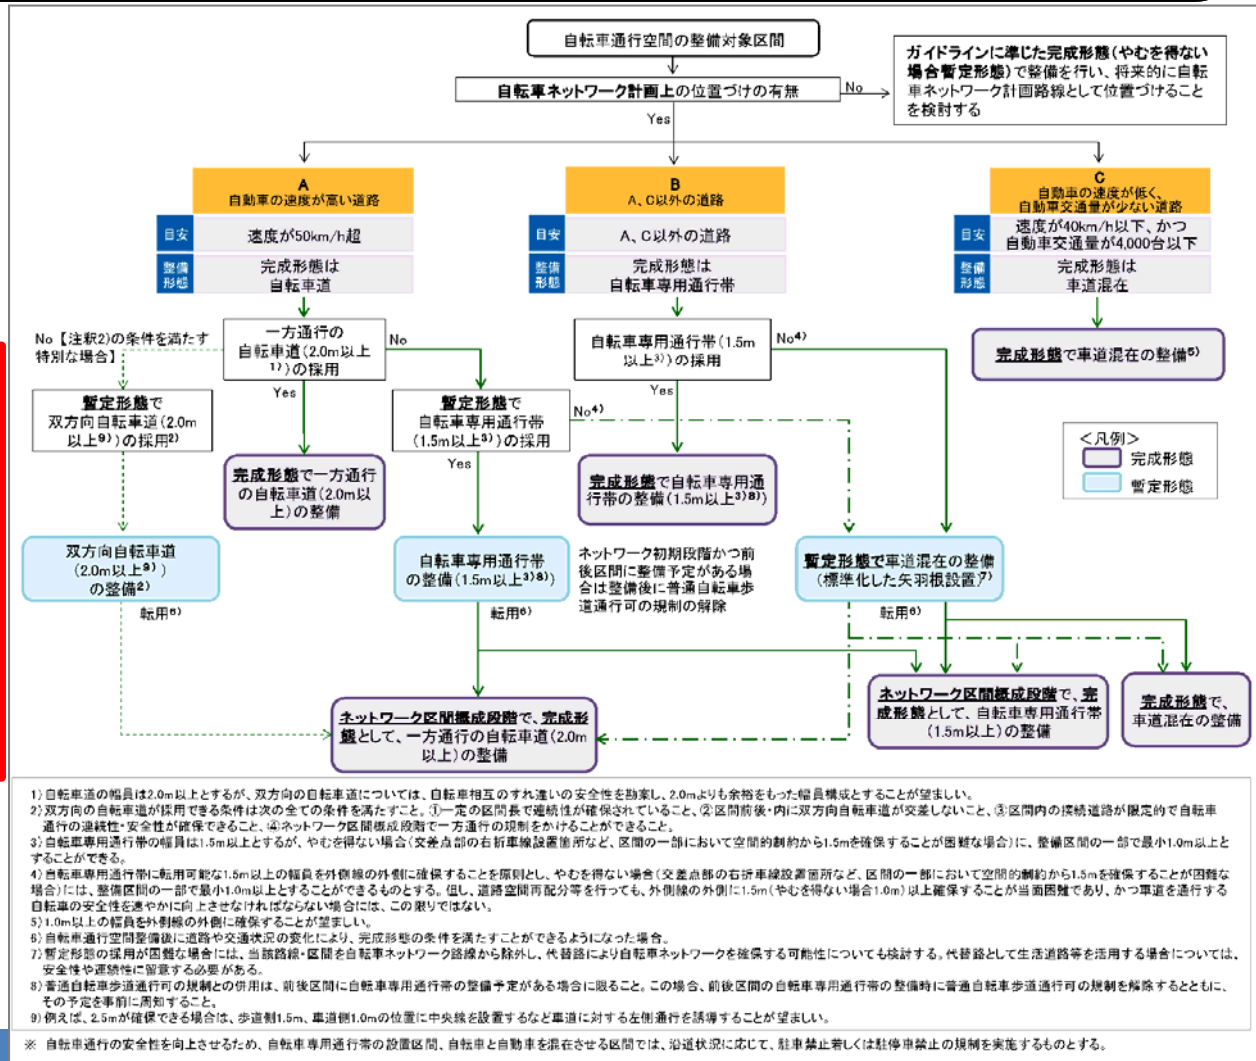 自転車通行空間の整備対象区間
ガイドラインに準じた完成形態(やむを得ない
場合暫定形態)で整備を行い、将来的に自転
車ネットワーク計画路線として位置づけること
を検討する
自転車ネットワーク計画上の位置づけの有無
No
Yes
A
自動車の速度が高い道路
目安
速度が50km/h超
整備
形態
完成形態は
自転車道
B
A、C以外の道路
目安
A、C以外の道路
整備
形態
完成形態は
自転車専用通行帯
C
自動車の速度が低く、
自動車交通量が少ない道路
目安
速度が40km/h以下、かつ
自動車交通量が4,000台以下
整備
形態
完成形態は
車道混在
No【注釈2)の条件を満たす
特別な場合】
一方通行の
自転車道(2.0m以上
1))の採用
No
Yes
自転車専用通行帯(1.5m
以上3))の採用
No4)
Yes
完成形態で車道混在の整備5)
暫定形態で
双方向自転車道(2.0m
以上9))の採用2)
暫定形態で
自転車専用通行帯
(1.5m以上3))の採用
No4)
Yes
完成形態で一方通行
の自転車道(2.0m以
上)の整備
完成形態で自転車専用通
行帯の整備(1.5m以上3)8))
<凡例>
完成形態
暫定形態
双方向自転車道
(2.0m以上9))
の整備2)
自転車専用通行帯
の整備(1.5m以上3)8))
ネットワーク初期段階かつ前
後区間に整備予定がある場
合は整備後に普通自転車歩
道通行可の規制の解除
暫定形態で車道混在の整備
(標準化した矢羽根設置)7)
転用6)
転用6)
転用6)
ネットワーク区間概成段階で、完成形
態として、一方通行の自転車道(2.0m
以上)の整備
ネットワーク区間概成段階で、完
成形態として、自転車専用通行帯
(1.5m以上)の整備
完成形態で、
車道混在の整備
1)自転車道の幅員は2.0m以上とするが、双方向の自転車道については、自転車相互のすれ違いの安全性を勘案し、2.0mよりも余裕をもった幅員構成とすることが望ましい。
2)双方向の自転車道が採用できる条件は次の全ての条件を満たすこと。①一定の区間長で連続性が確保されていること、②区間前後・内に双方向自転車道が交差しないこと、③区間内の接続道路が限定的で自転車
通行の連続性・安全性が確保できること、④ネットワーク区間概成段階で一方通行の規制をかけることができること。
3)自転車専用通行帯の幅員は1.5m以上とするが、やむを得ない場合(交差点部の右折車線設置箇所など、区間の一部において空間的制約から1.5mを確保することが困難な場合)に、整備区間の一部で最小1.0m以上と
することができる。
4)自転車専用通行帯に転用可能な1.5m以上の幅員を外側線の外側に確保することを原則とし、やむを得ない場合(交差点部の右折車線設置箇所など、区間の一部において空間的制約から1.5mを確保することが困難な
場合)には、整備区間の一部で最小1.0m以上とすることができるものとする。但し、道路空間再配分等を行っても、外側線の外側に1.5m(やむを得ない場合1.0m)以上確保することが当面困難であり、かつ車道を通行する
自転車の安全性を速やかに向上させなければならない場合には、この限りではない。
5)1.0m以上の幅員を外側線の外側に確保することが望ましい。
6)自転車通行空間整備後に道路や交通状況の変化により、完成形態の条件を満たすことができるようになった場合。
7)暫定形態の採用が困難な場合には、当該路線・区間を自転車ネットワーク路線から除外し、代替路により自転車ネットワークを確保する可能性についても検討する。代替路として生活道路等を活用する場合については、
安全性や連続性に留意する必要がある。
8)普通自転車歩道通行可の規制との併用は、前後区間に自転車専用通行帯の整備予定がある場合に限ること。この場合、前後区間の自転車専用通行帯の整備時に普通自転車歩道通行可の規制を解除するとともに、
その予定を事前に周知すること。
9)例えば、2.5mが確保できる場合は、歩道側1.5m、車道側1.0mの位置に中央線を設置するなど車道に対する左側通行を誘導することが望ましい。
※ 自転車通行の安全性を向上させるため、自転車専用通行帯の設置区間、自転車と自動車を混在させる区間では、沿道状況に応じて、駐車禁止若しくは駐停車禁止の規制を実施するものとする。